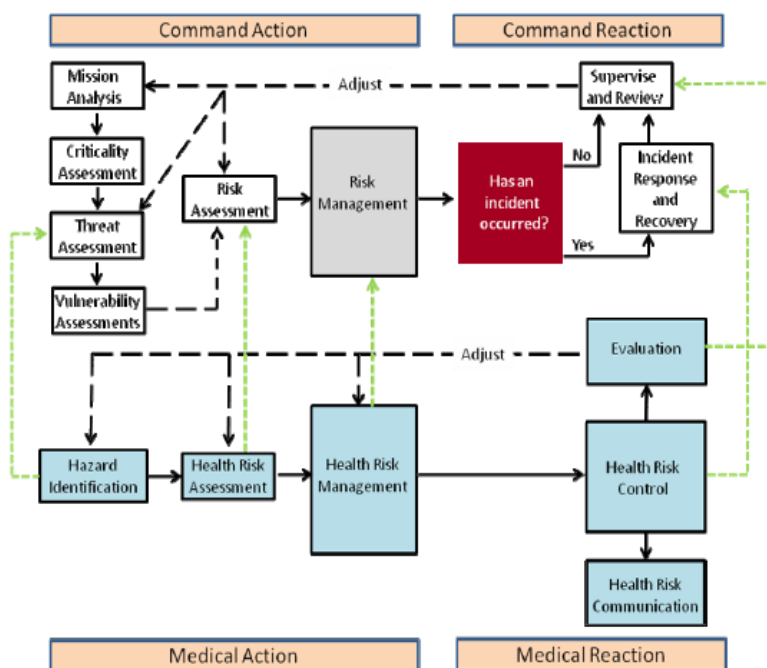 Command Action
Command Reaction
Mission
Analysis
Adjust
Supervise
and Review
Criticality
Assessment
Risk
Assessment
Risk
Management
Has an
incident
occurred?
No
Yes
Incident
Response
and
Recovery
Threat
Assessment
Vulnerability
Assessments
Adjust
Evaluation
Hazard
Identification
Health Risk
Assessment
Health Risk
Management
Health Risk
Control
Health Risk
Communication
Medical Action
Medical Reaction